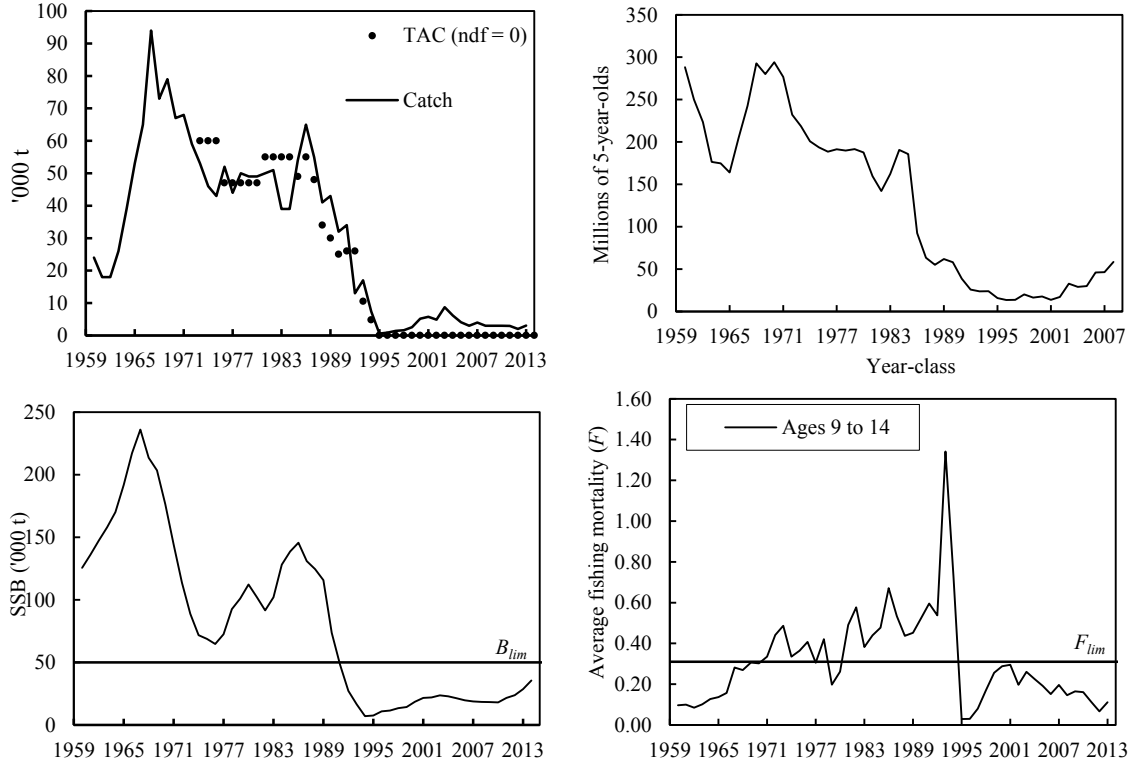 '000 t
100
90
80
70
60
50
40
30
20
10
0
TAC (ndf = 0)
Catch
1959 1965 1971 1977 1983 1989 1995 2001 2007 2013
Millions of 5-year-olds
350
300
250
200
150
100
50
0
1959 1965 1971 1977 1983 1989 1995 2001 2007
Year-class
SSB ('000 t)
250
200
150
100
50
0
Blim
1959 1965 1971 1977 1983 1989 1995 2001 2007 2013
Average fishing mortality (F)
1.60
1.40
1.20
1.00
0.80
0.60
0.40
0.20
0.00
Ages 9 to 14
Flim
1959 1965 1971 1977 1983 1989 1995 2001 2007 2013